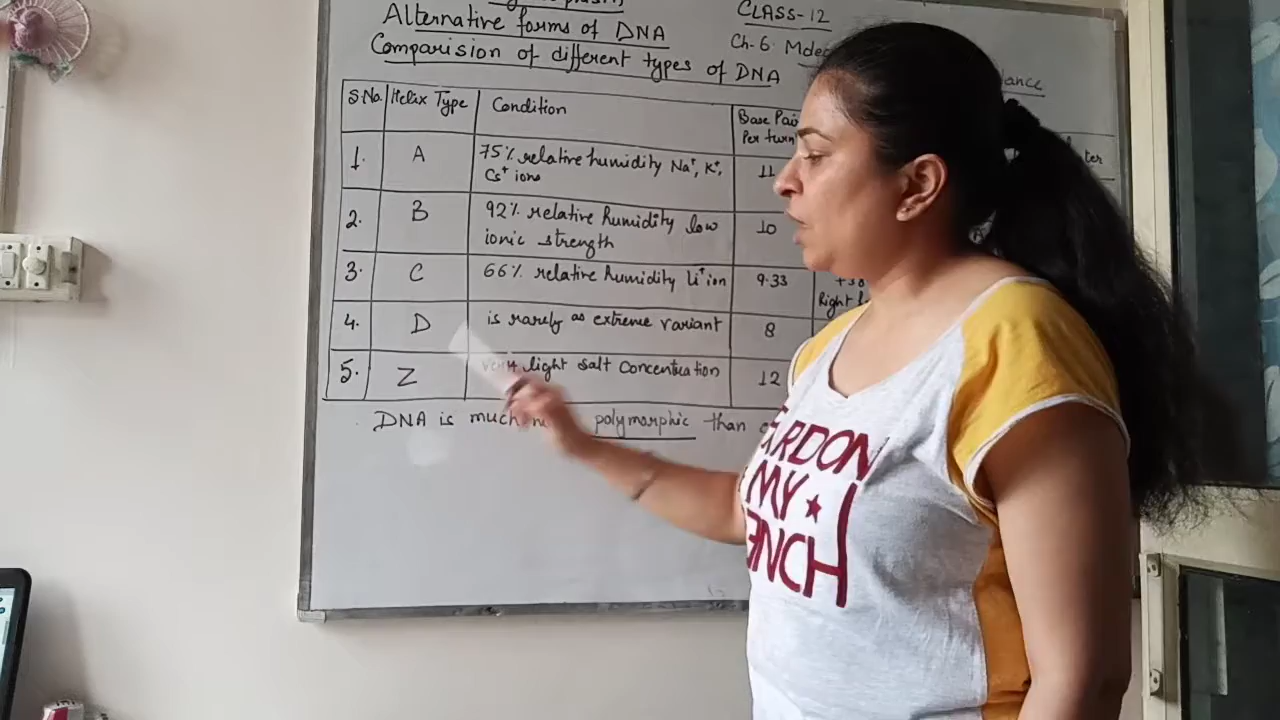 Alternative forms of DNA
Comparision of different types of DNA
CLASS-12
Ch-6
S.No. Helix Type Condition Base Pai
Per turn
1. A 75% relative humidity Na⁺, K⁺, 11
Cs⁺ ions
2. B 92% relative humidity low 10
ionic strength
3. C 66% relative humidity Li⁺ ion 9.33
Right
4. D is rarely as extreme variant 8
5. Z very light salt concentration 12
DNA is much polymorphic than
MY